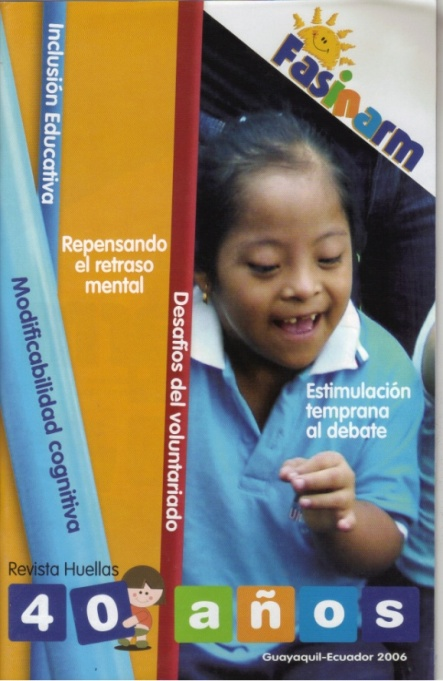 Fasinarm
Inclusión Educativa
Repensando
el retraso
mental
Modificabilidad cognitiva
Desafíos del voluntariado
Estimulación
temprana
al debate
Revista Huellas
40 años
Guayaquil-Ecuador 2006